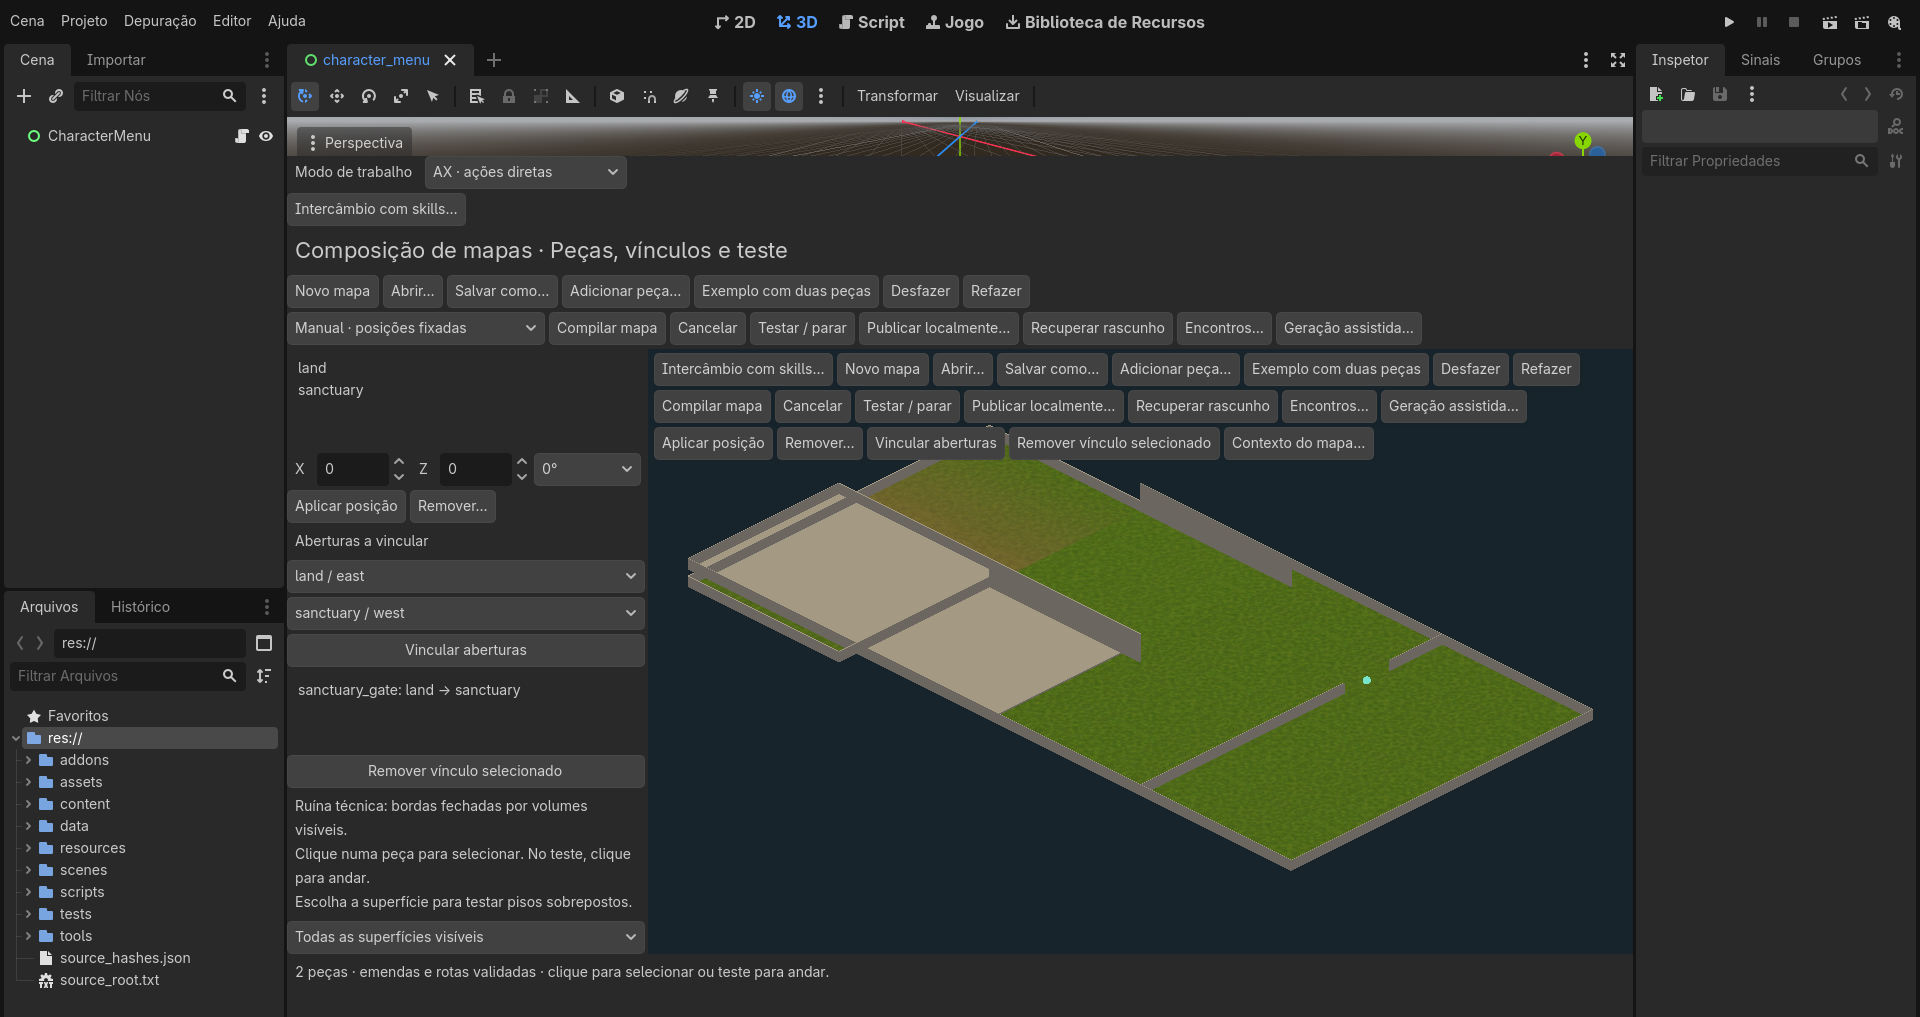 Cena Projeto Depuração Editor Ajuda
2D 3D Script Jogo Biblioteca de Recursos
Cena Importar
Filtrar Nós
CharacterMenu
character_menu
Transformar Visualizar
Perspectiva
Y
Modo de trabalho AX · ações diretas
Intercâmbio com skills...
Composição de mapas · Peças, vínculos e teste
Novo mapa Abrir... Salvar como... Adicionar peça... Exemplo com duas peças Desfazer Refazer
Manual · posições fixadas Compilar mapa Cancelar Testar / parar Publicar localmente... Recuperar rascunho Encontros... Geração assistida...
land
sanctuary
X 0 Z 0 0°
Aplicar posição Remover...
Aberturas a vincular
land / east
sanctuary / west
Vincular aberturas
sanctuary_gate: land → sanctuary
Remover vínculo selecionado
Ruína técnica: bordas fechadas por volumes
visíveis.
Clique numa peça para selecionar. No teste, clique
para andar.
Escolha a superfície para testar pisos sobrepostos.
Todas as superfícies visíveis
2 peças · emendas e rotas validadas · clique para selecionar ou teste para andar.
Intercâmbio com skills... Novo mapa Abrir... Salvar como... Adicionar peça... Exemplo com duas peças Desfazer Refazer
Compilar mapa Cancelar Testar / parar Publicar localmente... Recuperar rascunho Encontros... Geração assistida...
Aplicar posição Remover... Vincular aberturas Remover vínculo selecionado Contexto do mapa...
Arquivos Histórico
res://
Filtrar Arquivos
Favoritos
res://
addons
assets
content
data
resources
scenes
scripts
tests
tools
source_hashes.json
source_root.txt
Inspetor Sinais Grupos
DOC
Filtrar Propriedades